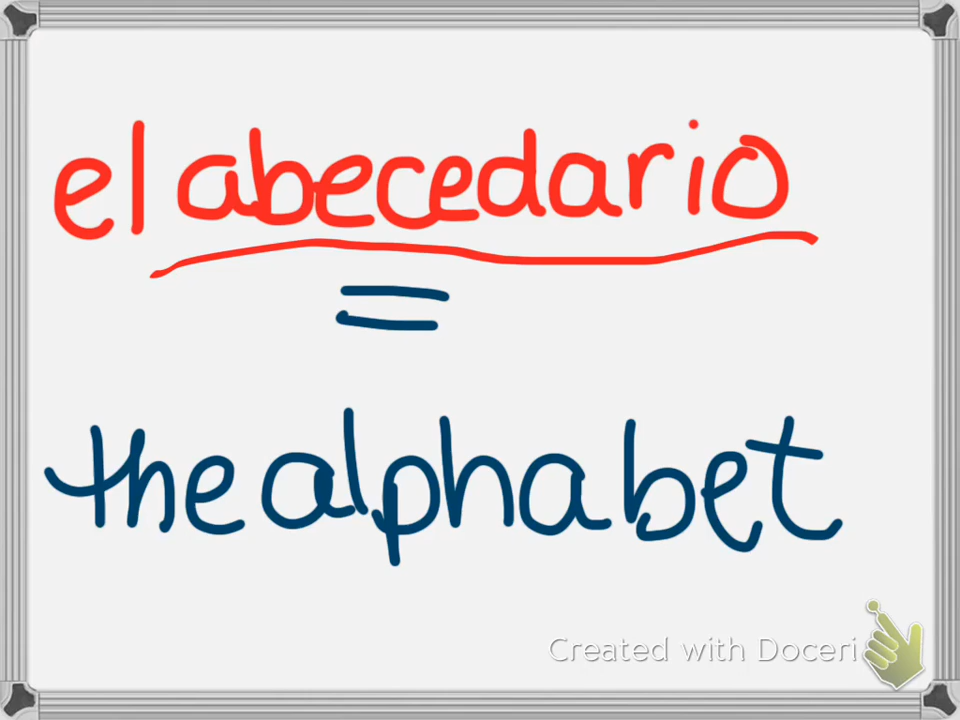 el abecedario
=
the alphabet
Created with Doceri